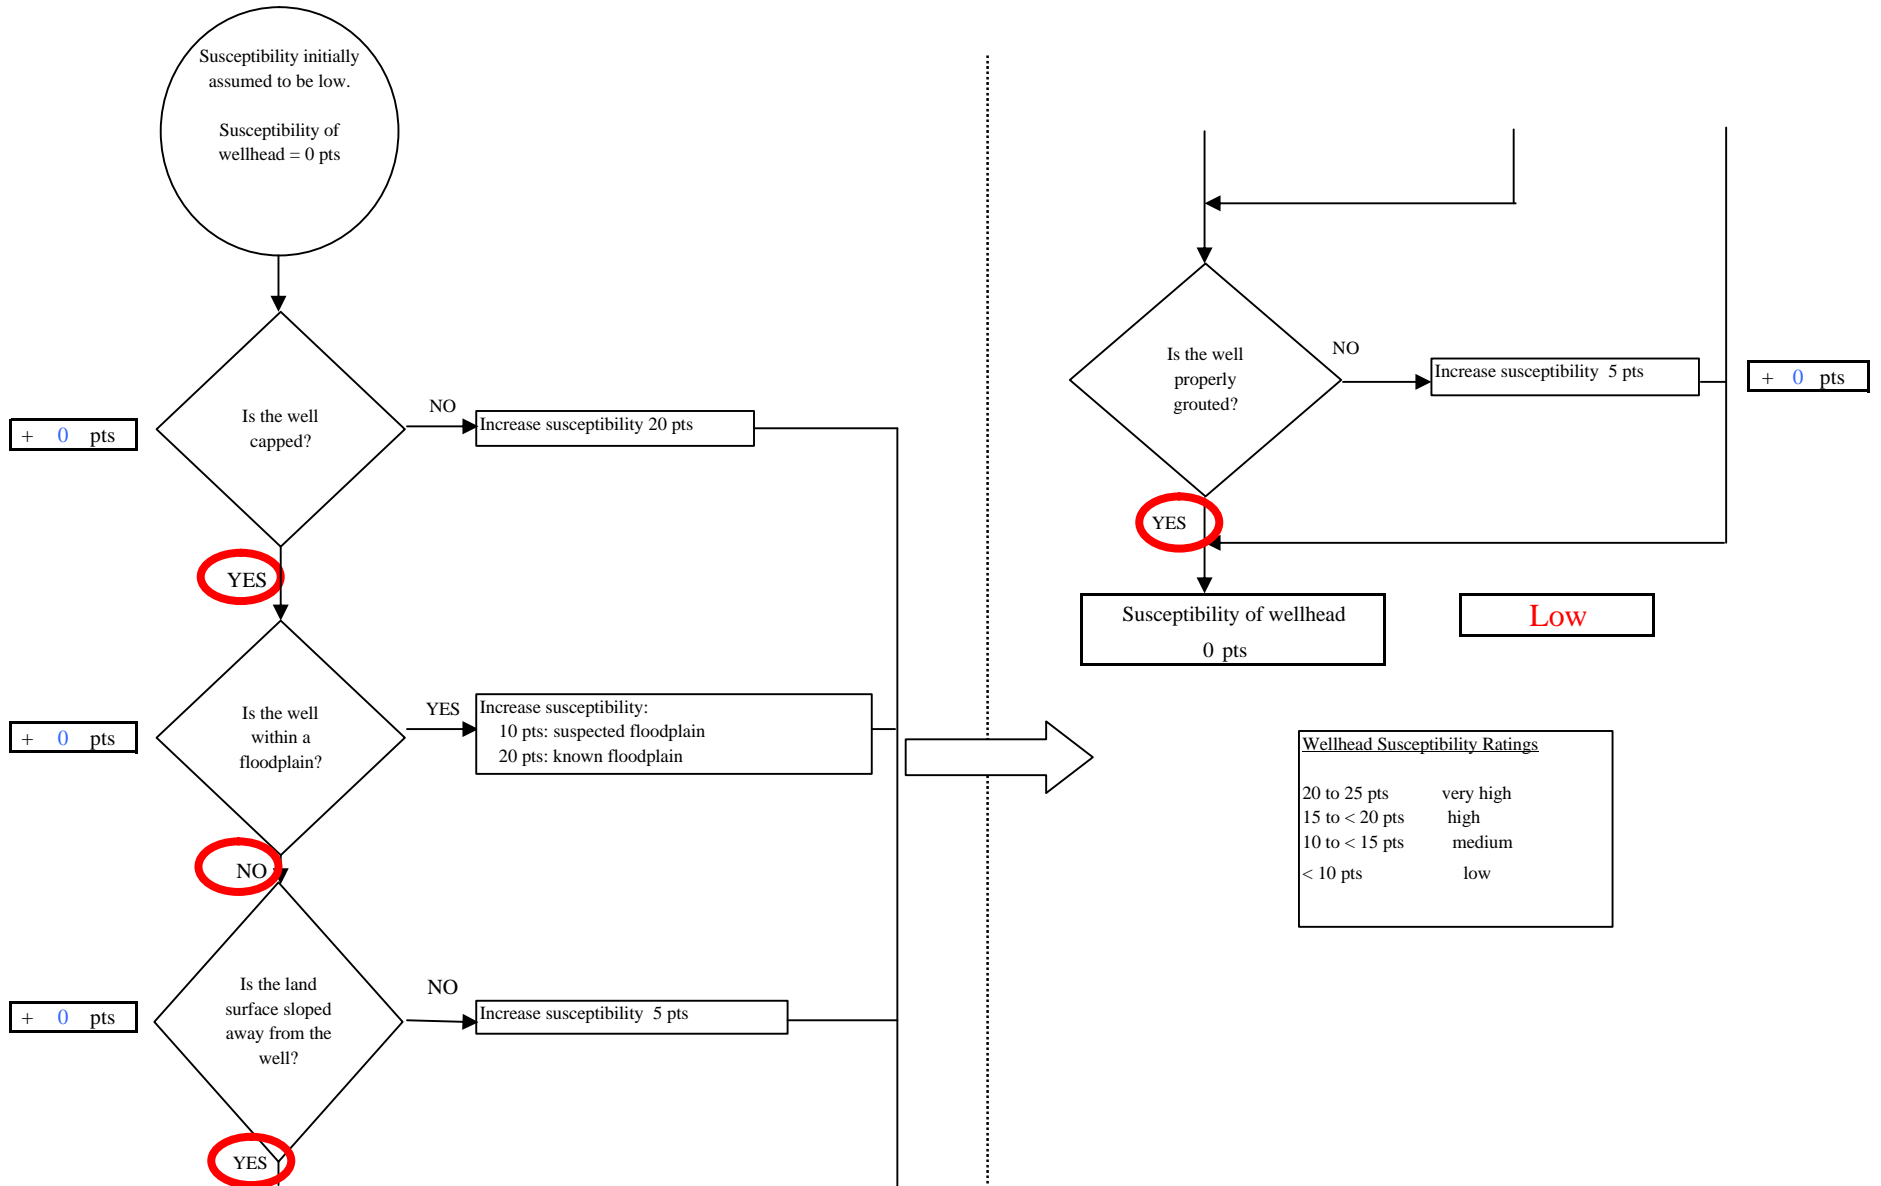 Susceptibility initially
assumed to be low.
Susceptibility of
wellhead = 0 pts
+ 0 pts
Is the well
capped?
NO
Increase susceptibility 20 pts
YES
+ 0 pts
Is the well
within a
floodplain?
YES
Increase susceptibility:
10 pts: suspected floodplain
20 pts: known floodplain
NO
+ 0 pts
Is the land
surface sloped
away from the
well?
NO
Increase susceptibility 5 pts
YES
Is the well
properly
grouted?
NO
Increase susceptibility 5 pts
+ 0 pts
YES
Susceptibility of wellhead
0 pts
Low
Wellhead Susceptibility Ratings
20 to 25 pts very high
15 to < 20 pts high
10 to < 15 pts medium
< 10 pts low